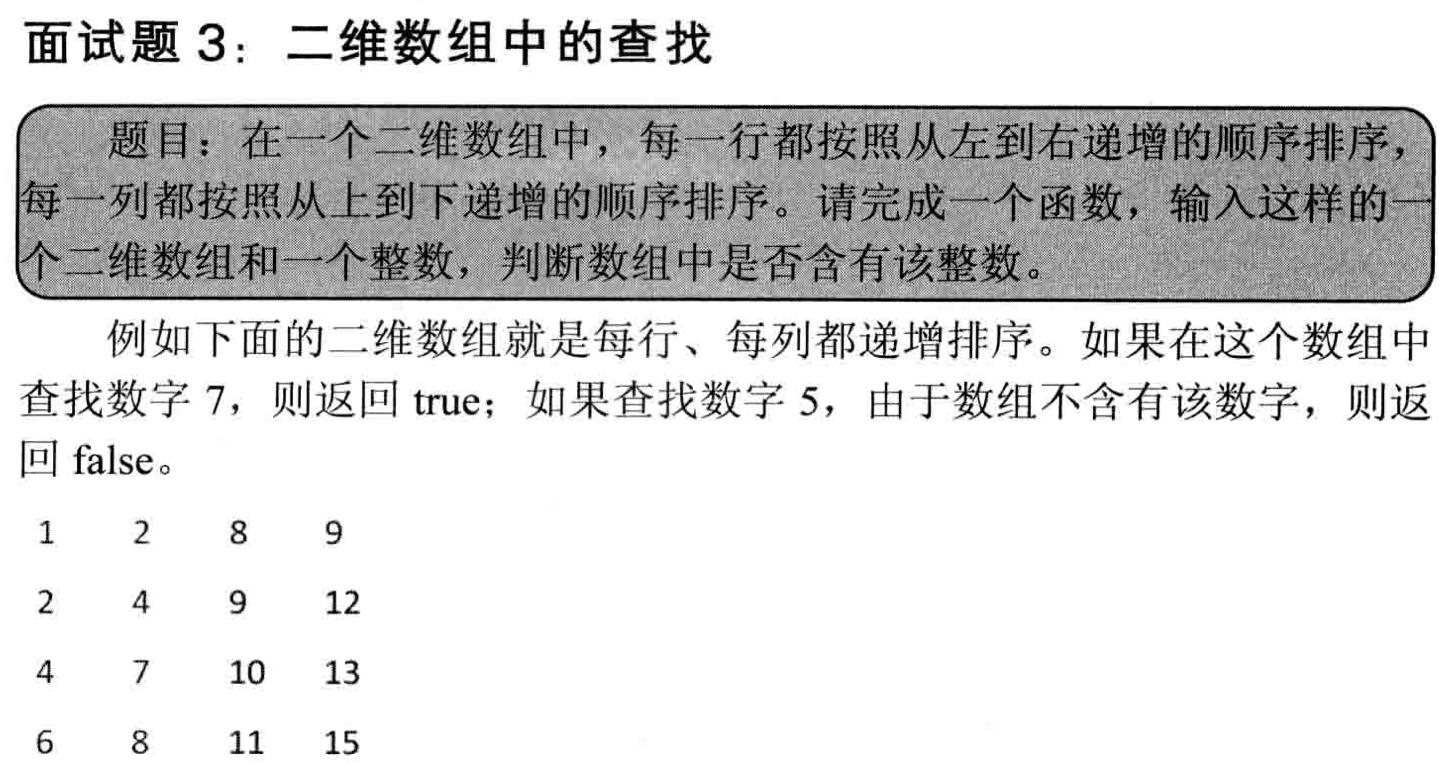 面试题 3：二维数组中的查找
题目：在一个二维数组中，每一行都按照从左到右递增的顺序排序，
每一列都按照从上到下递增的顺序排序。请完成一个函数，输入这样的一
个二维数组和一个整数，判断数组中是否含有该整数。
例如下面的二维数组就是每行、每列都递增排序。如果在这个数组中
查找数字 7，则返回 true；如果查找数字 5，由于数组不含有该数字，则返
回 false。
1 2 8 9
2 4 9 12
4 7 10 13
6 8 11 15